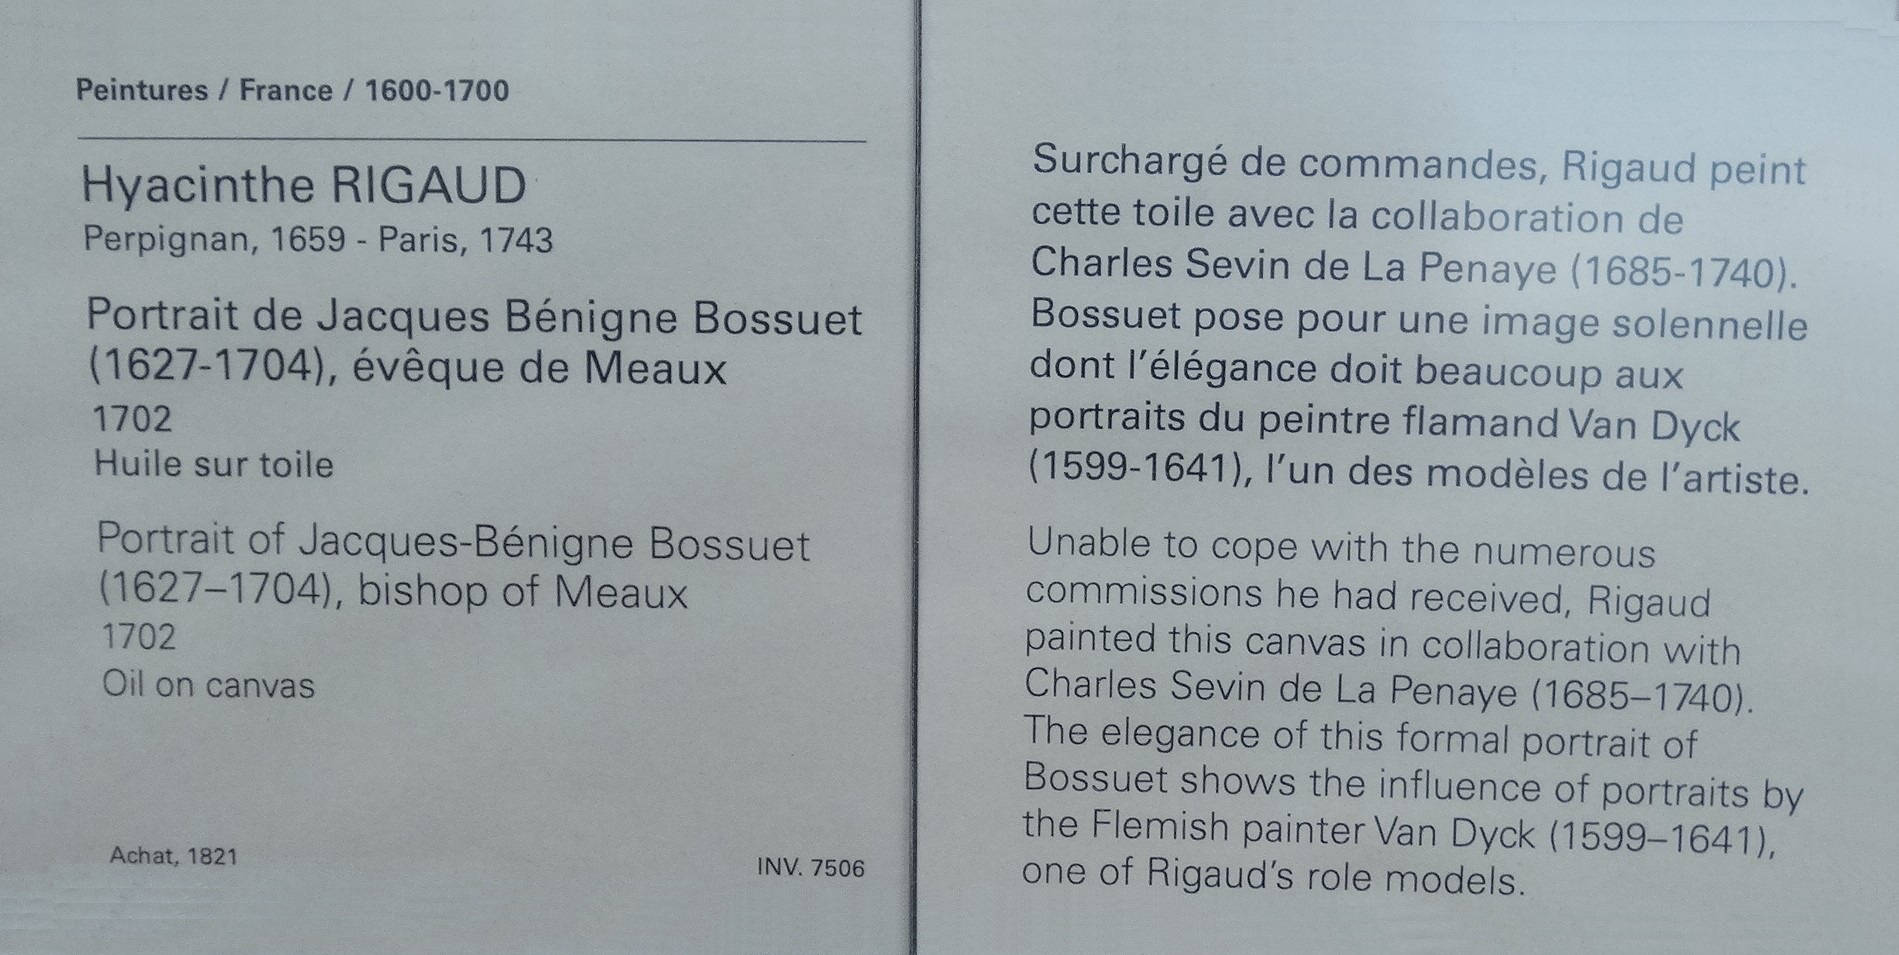 Peintures / France / 1600-1700
Hyacinthe RIGAUD
Perpignan, 1659 - Paris, 1743
Portrait de Jacques Bénigne Bossuet
(1627-1704), évêque de Meaux
1702
Huile sur toile
Portrait of Jacques-Bénigne Bossuet
(1627–1704), bishop of Meaux
1702
Oil on canvas
Achat, 1821
INV. 7506
Surchargé de commandes, Rigaud peint
cette toile avec la collaboration de
Charles Sevin de La Penaye (1685-1740).
Bossuet pose pour une image solennelle
dont l'élégance doit beaucoup aux
portraits du peintre flamand Van Dyck
(1599-1641), l'un des modèles de l'artiste.
Unable to cope with the numerous
commissions he had received, Rigaud
painted this canvas in collaboration with
Charles Sevin de La Penaye (1685–1740).
The elegance of this formal portrait of
Bossuet shows the influence of portraits by
the Flemish painter Van Dyck (1599–1641),
one of Rigaud's role models.